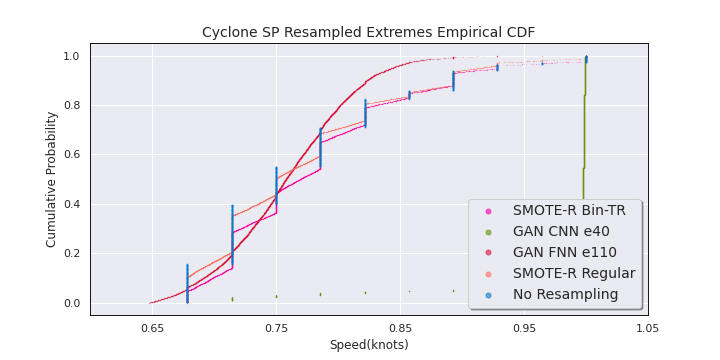 Cyclone SP Resampled Extremes Empirical CDF
1.0
0.8
0.6
0.4
0.2
0.0
Cumulative Probability
SMOTE-R Bin-TR
GAN CNN e40
GAN FNN e110
SMOTE-R Regular
No Resampling
0.65
0.75
0.85
0.95
1.05
Speed(knots)